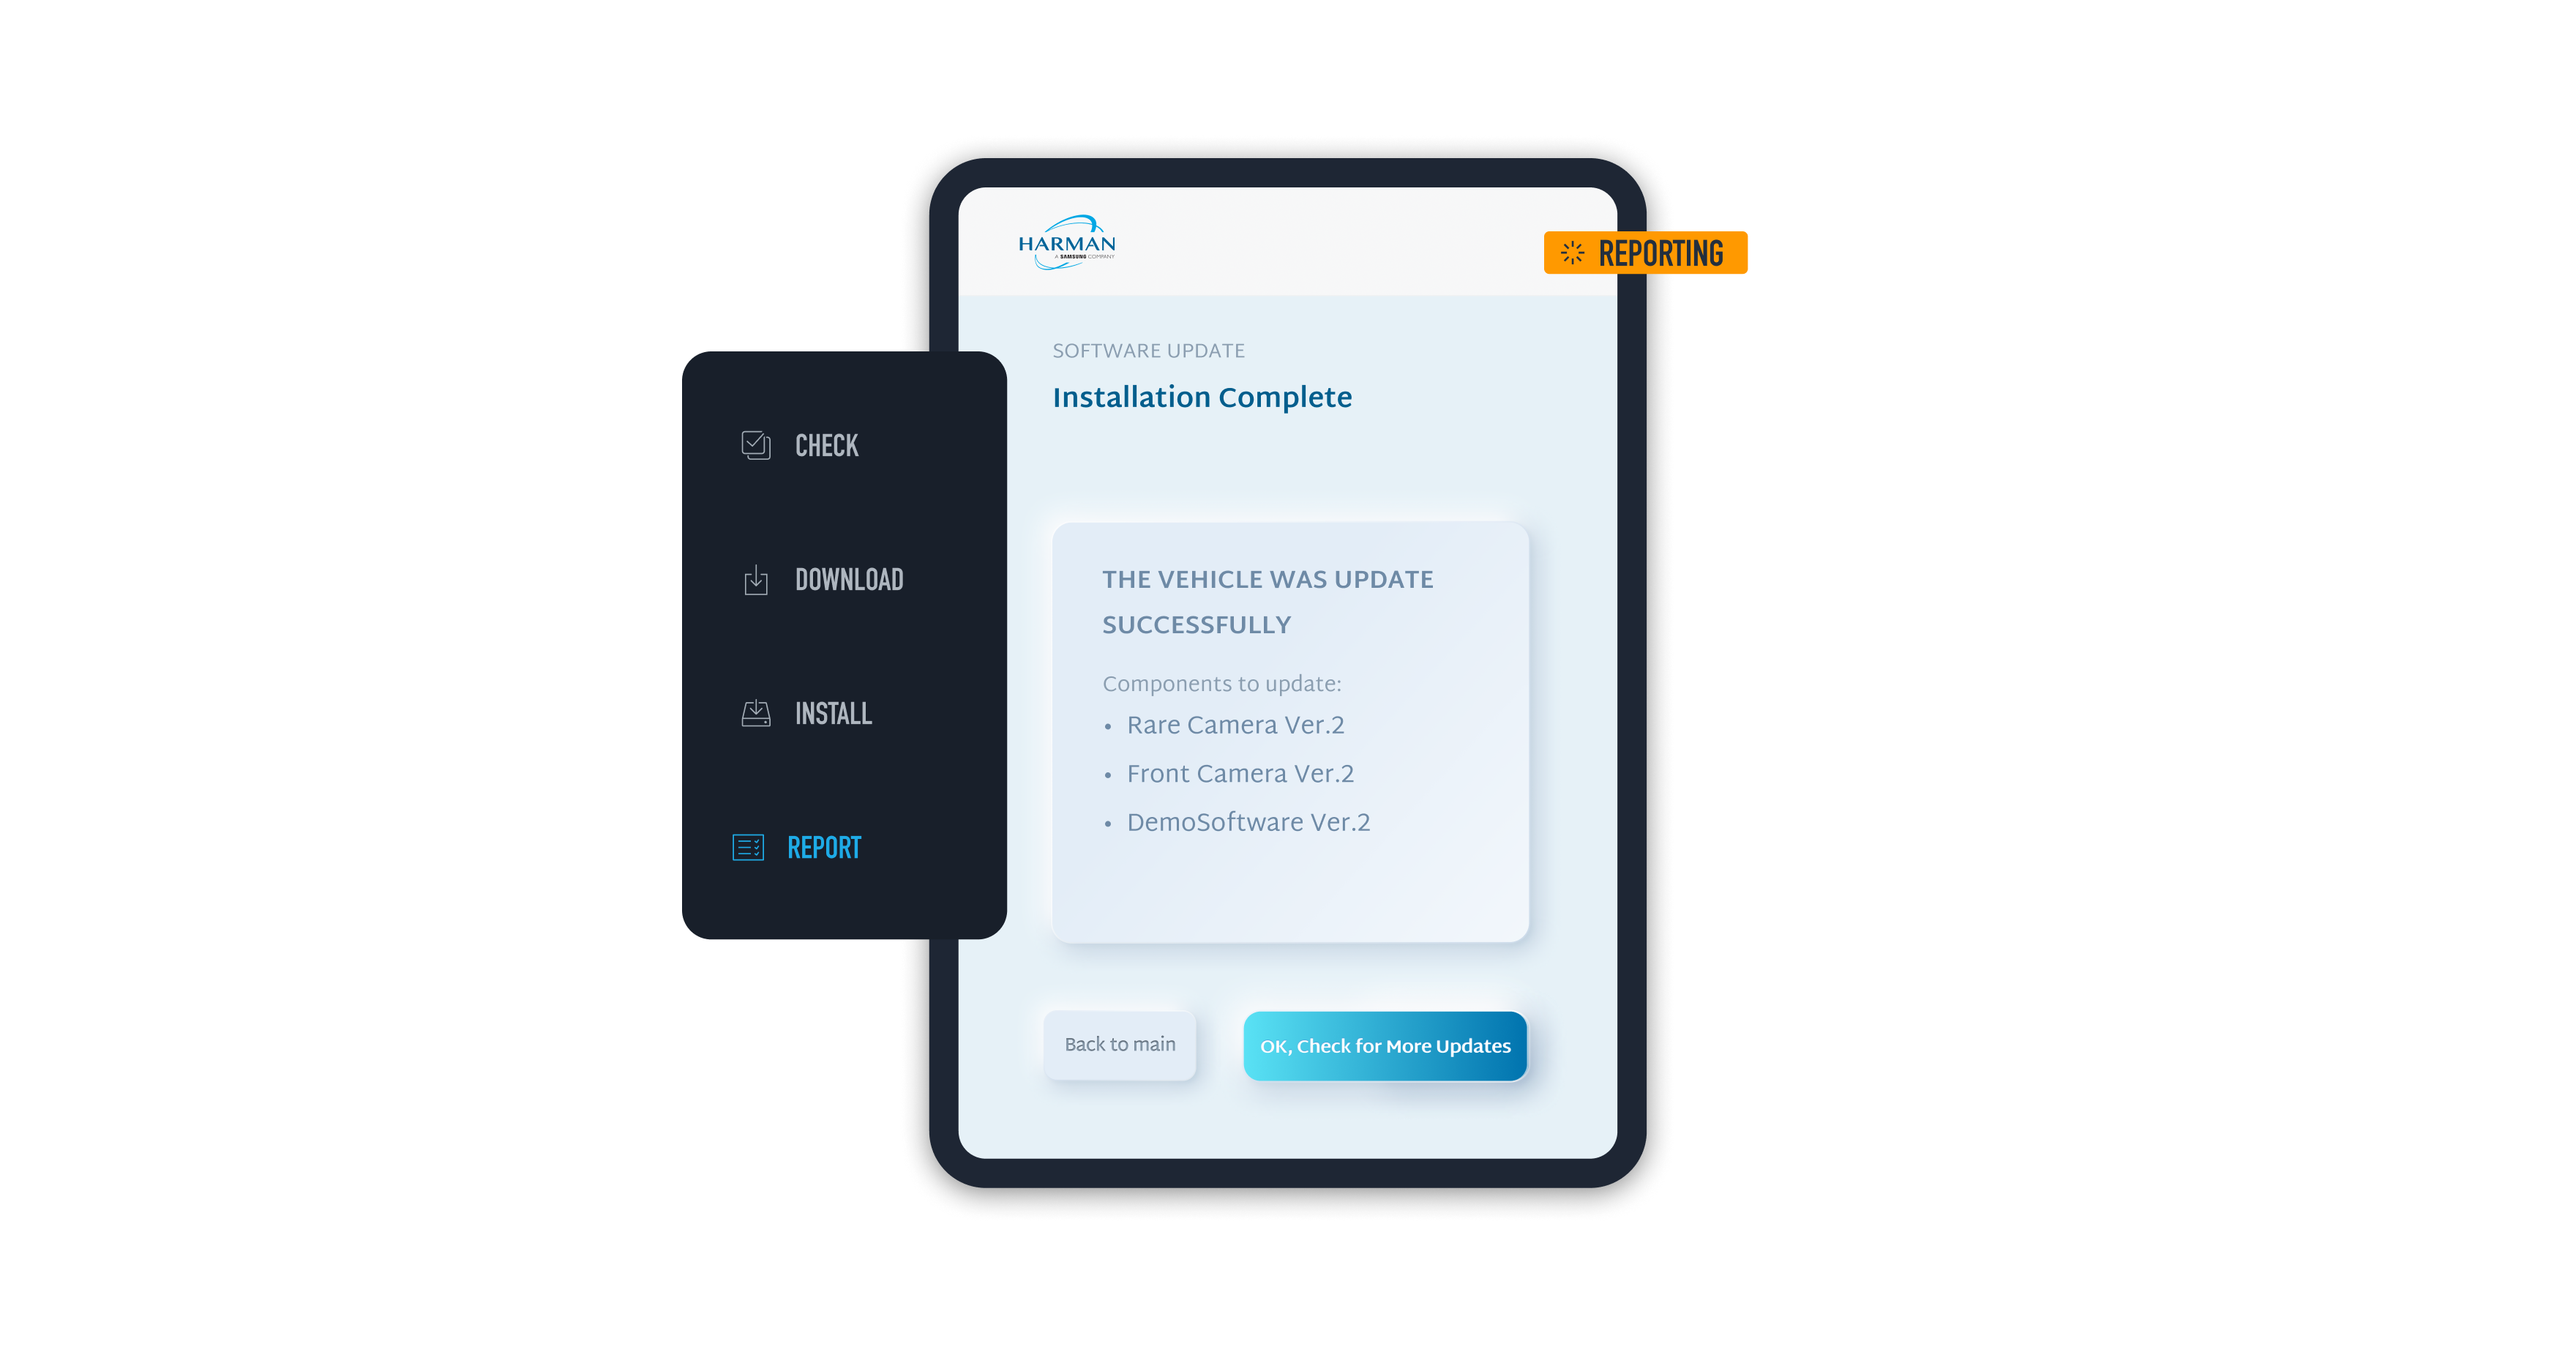 HARMAN
A SAMSUNG COMPANY
REPORTING
SOFTWARE UPDATE
Installation Complete
CHECK
DOWNLOAD
INSTALL
REPORT
THE VEHICLE WAS UPDATE
SUCCESSFULLY
Components to update:
• Rare Camera Ver.2
• Front Camera Ver.2
• DemoSoftware Ver.2
Back to main
OK, Check for More Updates